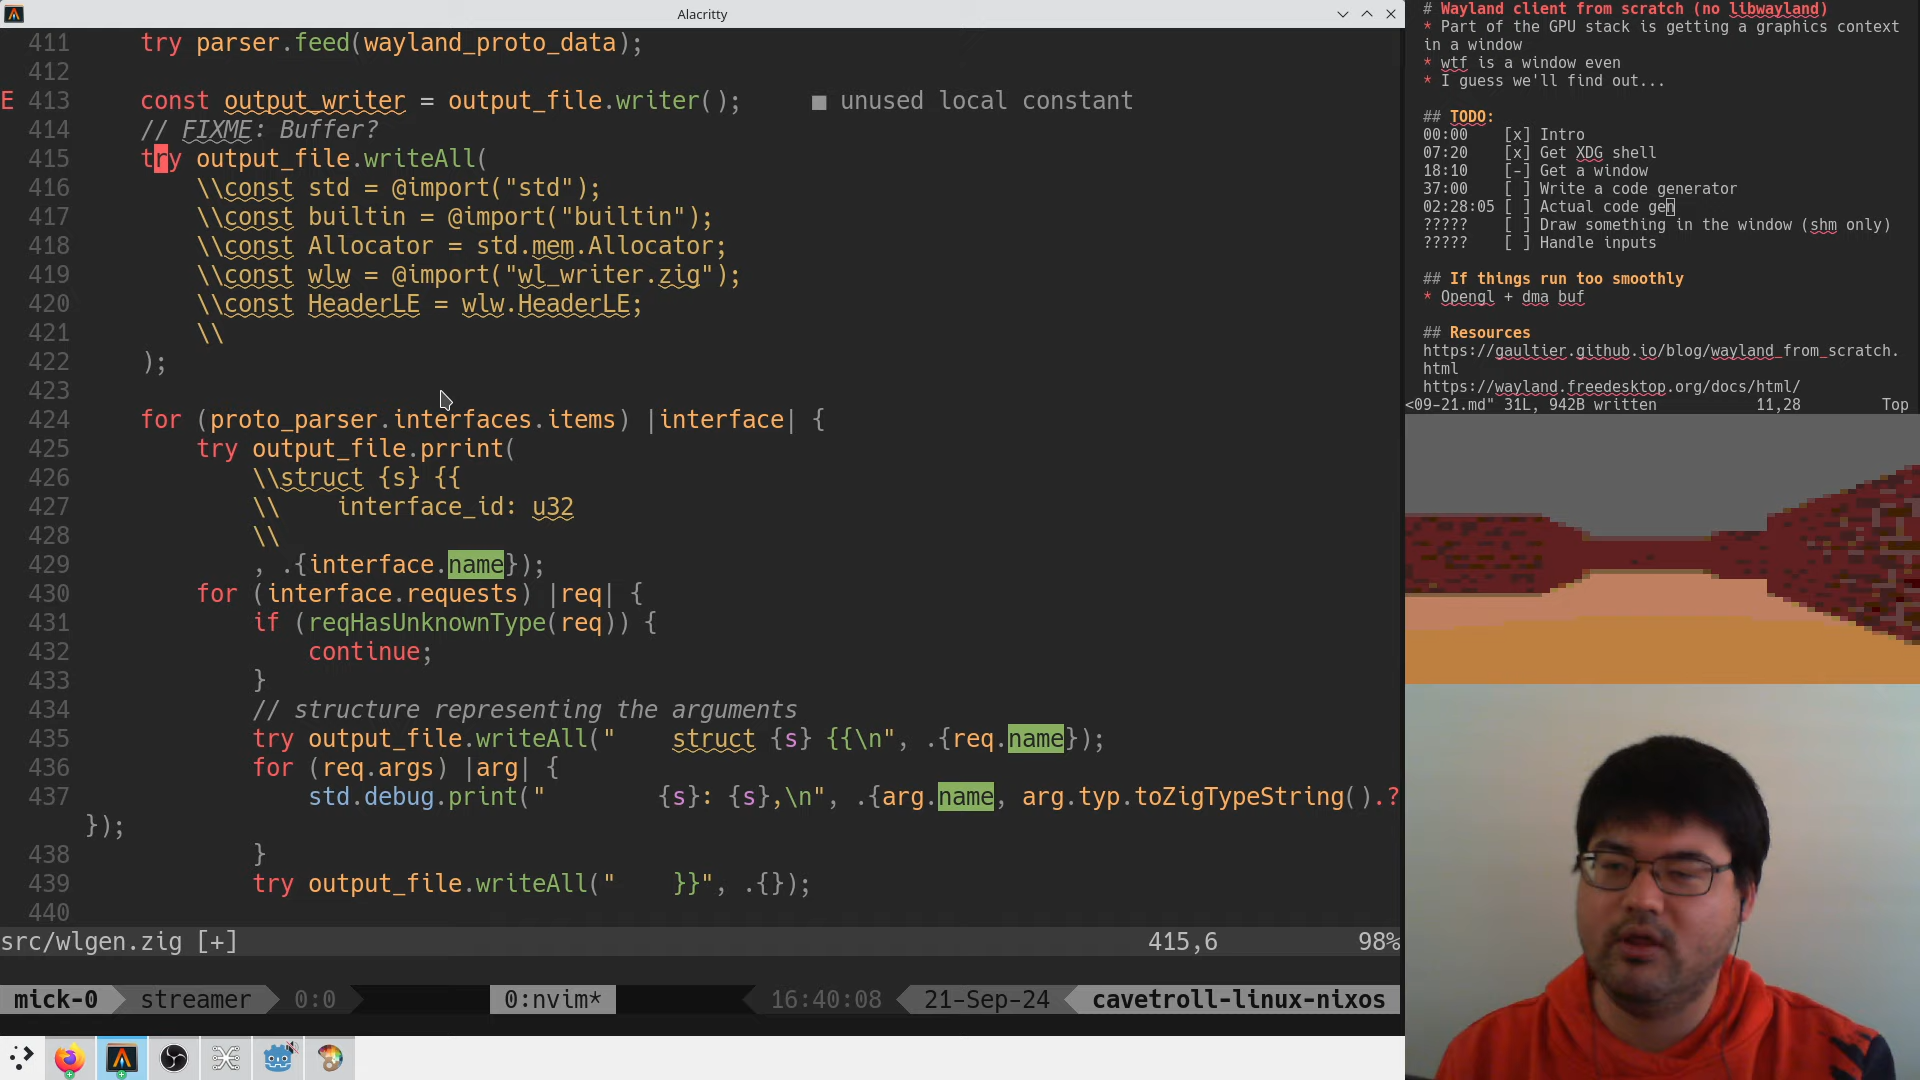 Alacritty
411     try parser.feed(wayland_proto_data);
412
E 413     const output_writer = output_file.writer();     ■ unused local constant
414     // FIXME: Buffer?
415     try output_file.writeAll(
416         \\const std = @import("std");
417         \\const builtin = @import("builtin");
418         \\const Allocator = std.mem.Allocator;
419         \\const wlw = @import("wl_writer.zig");
420         \\const HeaderLE = wlw.HeaderLE;
421         \\
422     );
423
424     for (proto_parser.interfaces.items) |interface| {
425         try output_file.prrint(
426             \\struct {s} {{
427             \\    interface_id: u32
428             \\
429             , .{interface.name});
430         for (interface.requests) |req| {
431             if (reqHasUnknownType(req)) {
432                 continue;
433             }
434             // structure representing the arguments
435             try output_file.writeAll("    struct {s} {{\n", .{req.name});
436             for (req.args) |arg| {
437                 std.debug.print("        {s}: {s},\n", .{arg.name, arg.typ.toZigTypeString().?
});
438             }
439             try output_file.writeAll("    }}", .{});
440
src/wlgen.zig [+]     415,6     98%
mick-0     streamer     0:0     0:nvim*     16:40:08     21-Sep-24     cavetroll-linux-nixos
# Wayland client from scratch (no libwayland)
* Part of the GPU stack is getting a graphics context
in a window
* wtf is a window even
* I guess we'll find out...
## TODO:
00:00    [x] Intro
07:20    [x] Get XDG shell
18:10    [-] Get a window
37:00    [ ] Write a code generator
02:28:05 [ ] Actual code gen
?????    [ ] Draw something in the window (shm only)
?????    [ ] Handle inputs
## If things run too smoothly
* Opengl + dma buf
## Resources
https://gaultier.github.io/blog/wayland_from_scratch.
html
https://wayland.freedesktop.org/docs/html/
<09-21.md" 31L, 942B written     11,28     Top